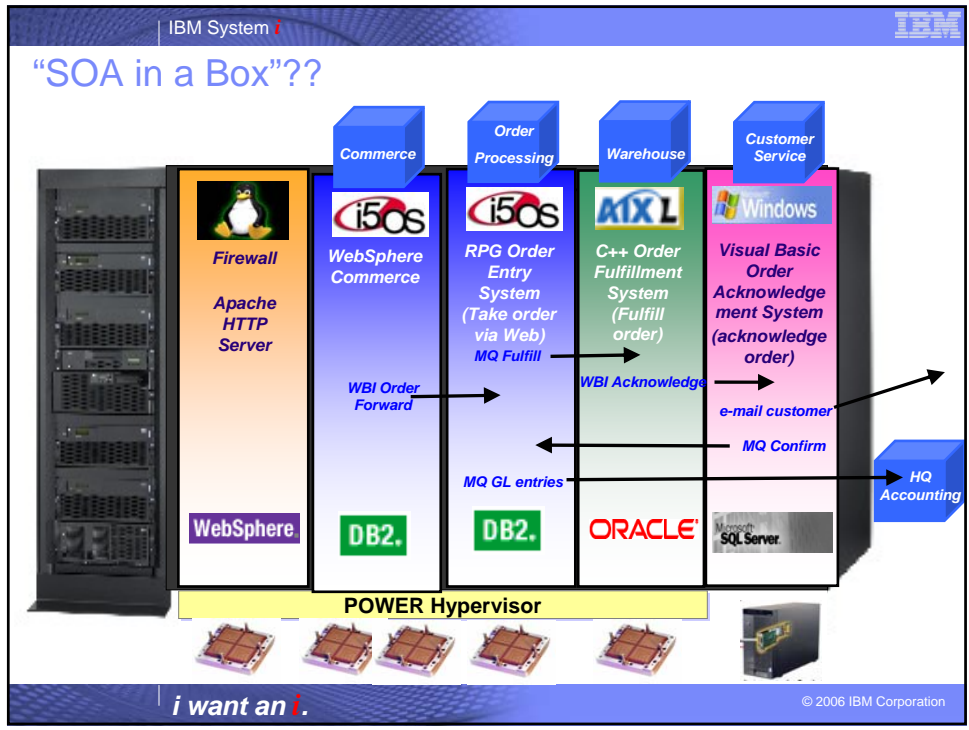 IBM System i
IBM
"SOA in a Box"??
Commerce
Order
Processing
Warehouse
Customer
Service
i5OS
i5OS
AIX L
Microsoft
Windows
Firewall
Apache
HTTP
Server
WebSphere
Commerce
RPG Order
Entry
System
(Take order
via Web)
C++ Order
Fulfillment
System
(Fulfill
order)
Visual Basic
Order
Acknowledge
ment System
(acknowledge
order)
MQ Fulfill
WBI Acknowledge
WBI Order
Forward
e-mail customer
MQ Confirm
MQ GL entries
HQ
Accounting
WebSphere.
DB2.
DB2.
ORACLE
Microsoft
SQL Server
POWER Hypervisor
i want an i.
© 2006 IBM Corporation